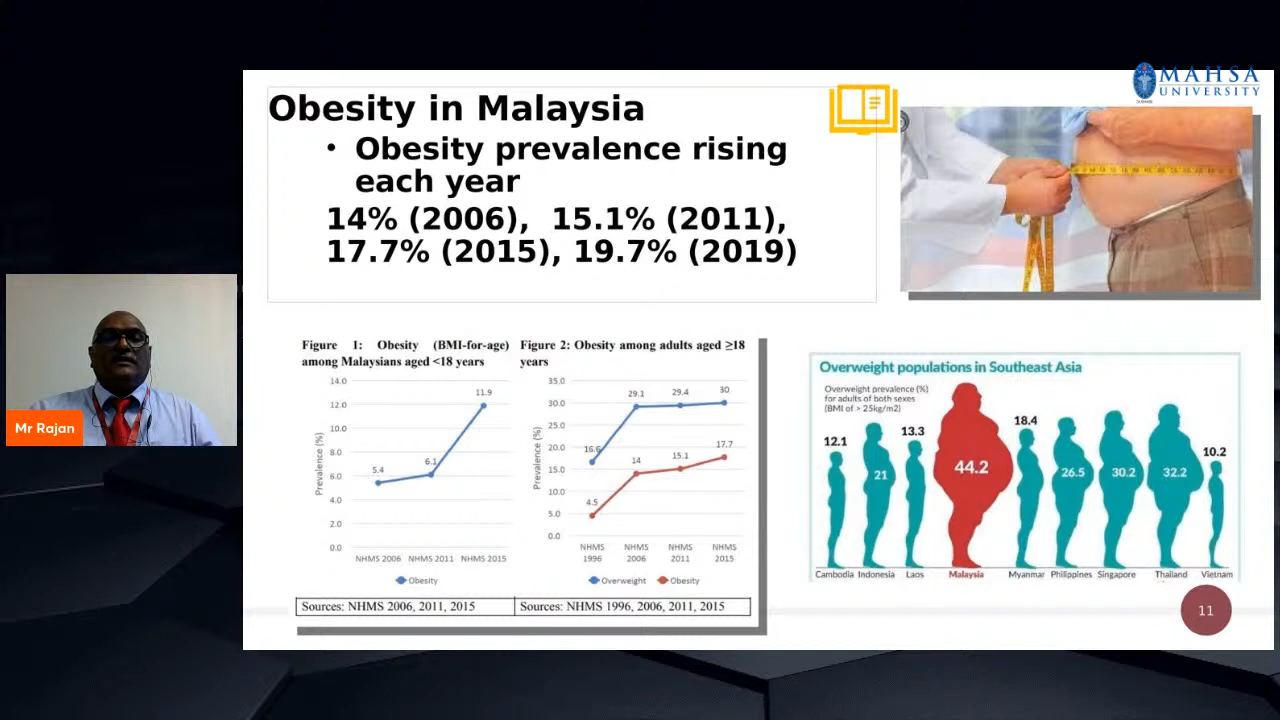 MAHSA
UNIVERSITY
Obesity in Malaysia
• Obesity prevalence rising
each year
14% (2006), 15.1% (2011),
17.7% (2015), 19.7% (2019)
Mr Rajan
Figure 1: Obesity (BMI-for-age)
among Malaysians aged <18 years
14.0
12.0
10.0
8.0
6.0
4.0
2.0
0.0
Prevalence (%)
5.4
6.1
11.9
NHMS 2006 NHMS 2011 NHMS 2015
Obesity
Sources: NHMS 2006, 2011, 2015
Figure 2: Obesity among adults aged ≥18
years
35.0
30.0
25.0
20.0
15.0
10.0
5.0
0.0
Prevalence (%)
16.6
29.1
29.4
30
4.5
14
15.1
17.7
NHMS NHMS NHMS NHMS
1996 2006 2011 2015
Overweight Obesity
Sources: NHMS 1996, 2006, 2011, 2015
Overweight populations in Southeast Asia
Overweight prevalence (%)
for adults of both sexes
(BMI of > 25kg/m2)
12.1
21
13.3
44.2
18.4
26.5
30.2
32.2
10.2
Cambodia Indonesia Laos Malaysia Myanmar Philippines Singapore Thailand Vietnam
11